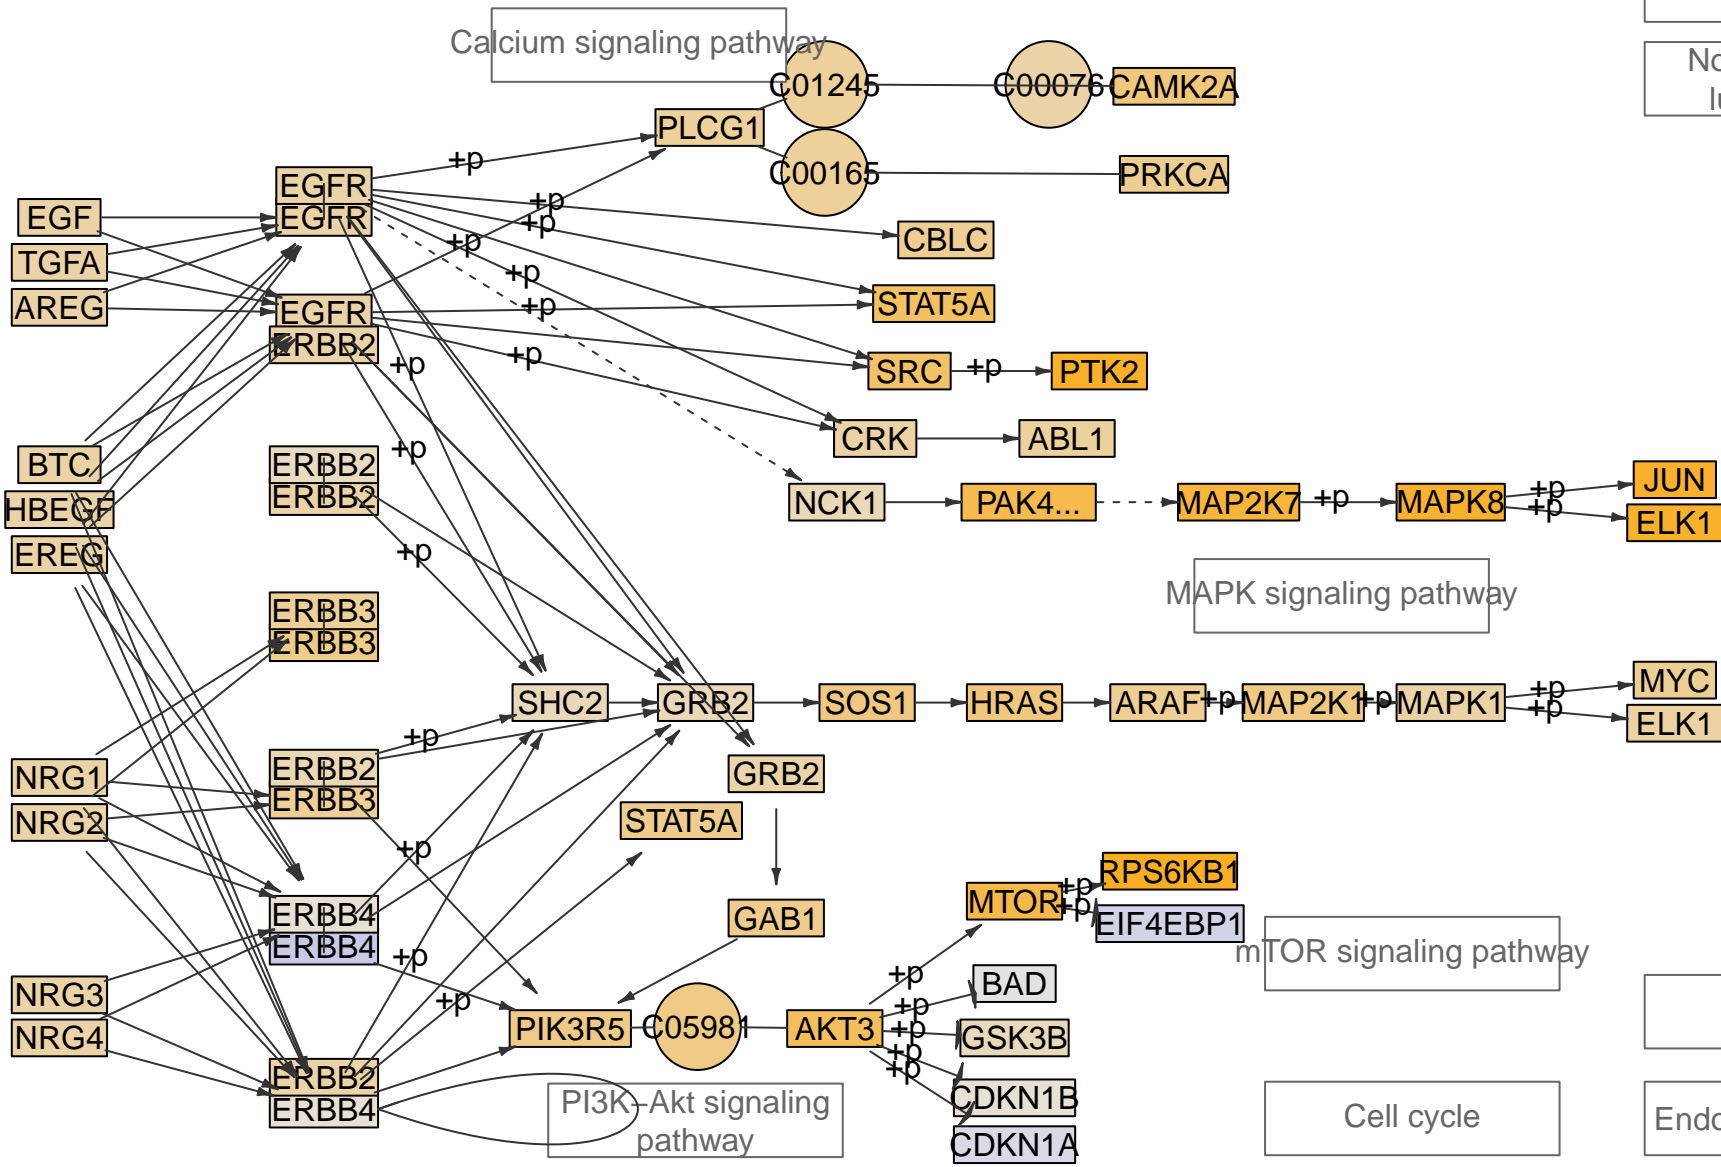 Calcium signaling pathway
No
lu
C01245
C00076
CAMK2A
PLCG1
C00165
PRKCA
+p
EGFR
EGFR
EGF
TGFA
AREG
+p
+p
+p
CBLC
+p
STAT5A
EGFR
ERBB2
+p
+p
+p
SRC
+p
PTK2
CRK
ABL1
BTC
HBEGF
EREG
ERBB2
ERBB2
+p
NCK1
PAK4...
MAP2K7
+p
MAPK8
+p
+p
JUN
ELK1
+p
MAPK signaling pathway
ERBB3
ERBB3
SHC2
GRB2
SOS1
HRAS
ARAF
+p
MAP2K1
+p
MAPK1
+p
+p
MYC
ELK1
NRG1
NRG2
ERBB2
ERBB3
+p
GRB2
STAT5A
+p
ERBB4
ERBB4
+p
GAB1
MTOR
+p
+p
RPS6KB1
EIF4EBP1
mTOR signaling pathway
NRG3
NRG4
+p
PIK3R5
C05981
AKT3
+p
+p
+p
+p
+p
BAD
GSK3B
CDKN1B
CDKN1A
ERBB2
ERBB4
PI3K–Akt signaling
pathway
Cell cycle
Endo